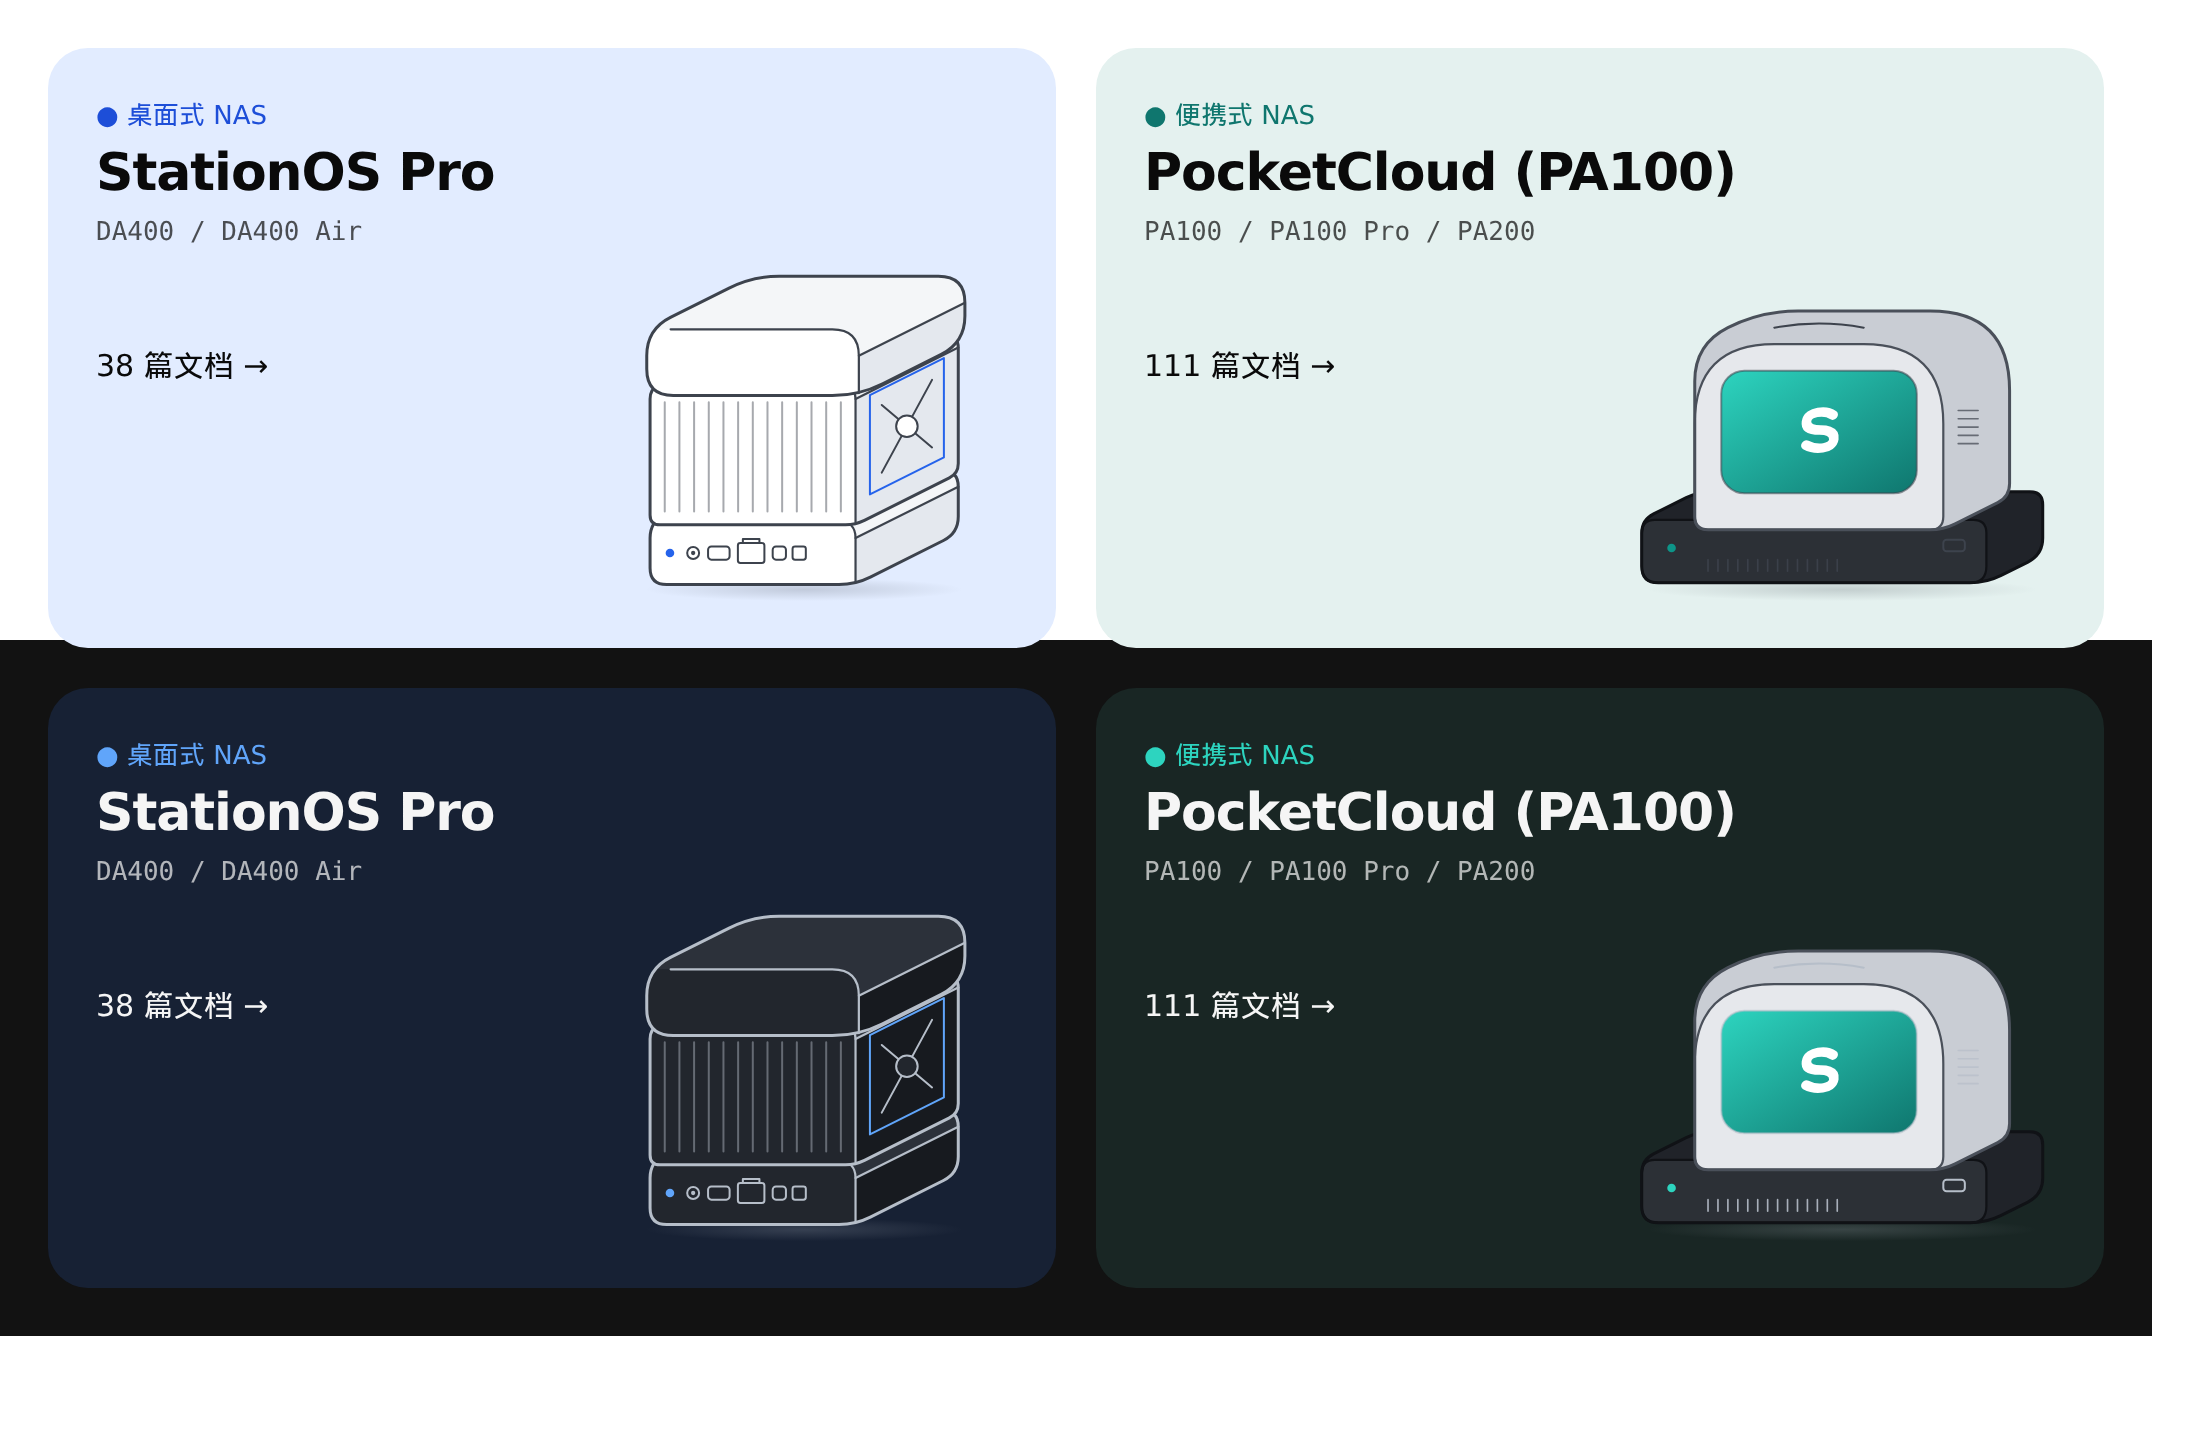 桌面式 NAS
StationOS Pro
DA400 / DA400 Air
38 篇文档 →
便携式 NAS
PocketCloud (PA100)
PA100 / PA100 Pro / PA200
111 篇文档 →
S
桌面式 NAS
StationOS Pro
DA400 / DA400 Air
38 篇文档 →
便携式 NAS
PocketCloud (PA100)
PA100 / PA100 Pro / PA200
111 篇文档 →
S